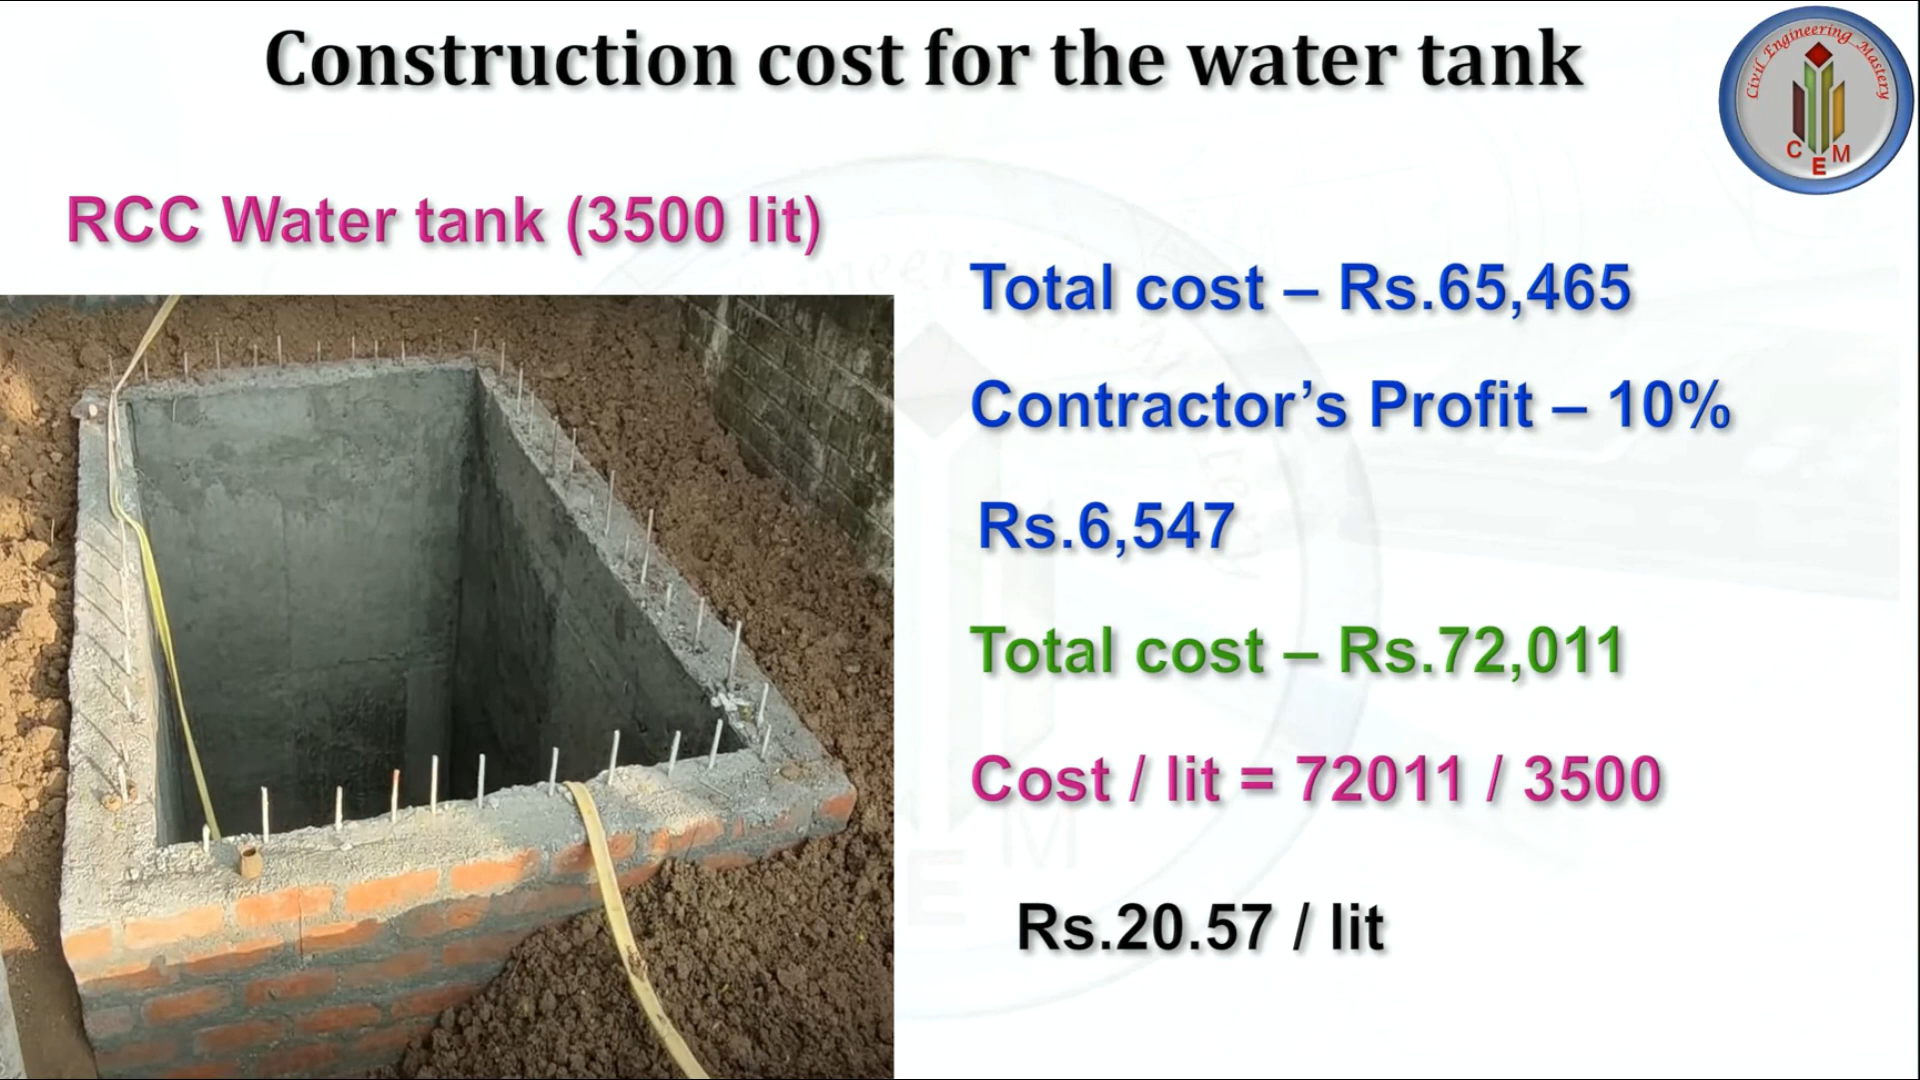 Construction cost for the water tank
Civil Engineering Mastery
C E M
RCC Water tank (3500 lit)
Total cost – Rs.65,465
Contractor’s Profit – 10%
Rs.6,547
Total cost – Rs.72,011
Cost / lit = 72011 / 3500
Rs.20.57 / lit